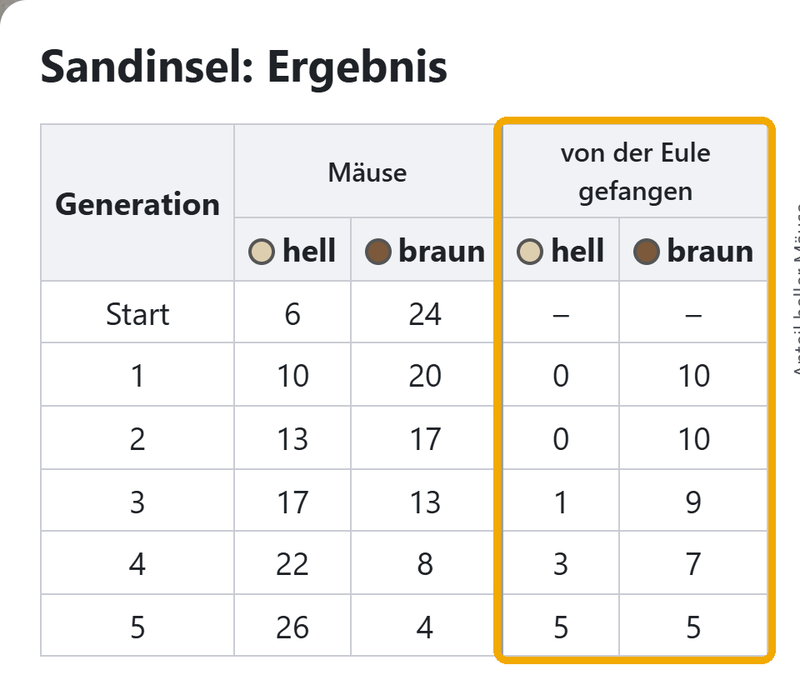 Sandinsel: Ergebnis
Generation Mäuse von der Eule
gefangen
hell braun hell braun
Start 6 24 – –
1 10 20 0 10
2 13 17 0 10
3 17 13 1 9
4 22 8 3 7
5 26 4 5 5